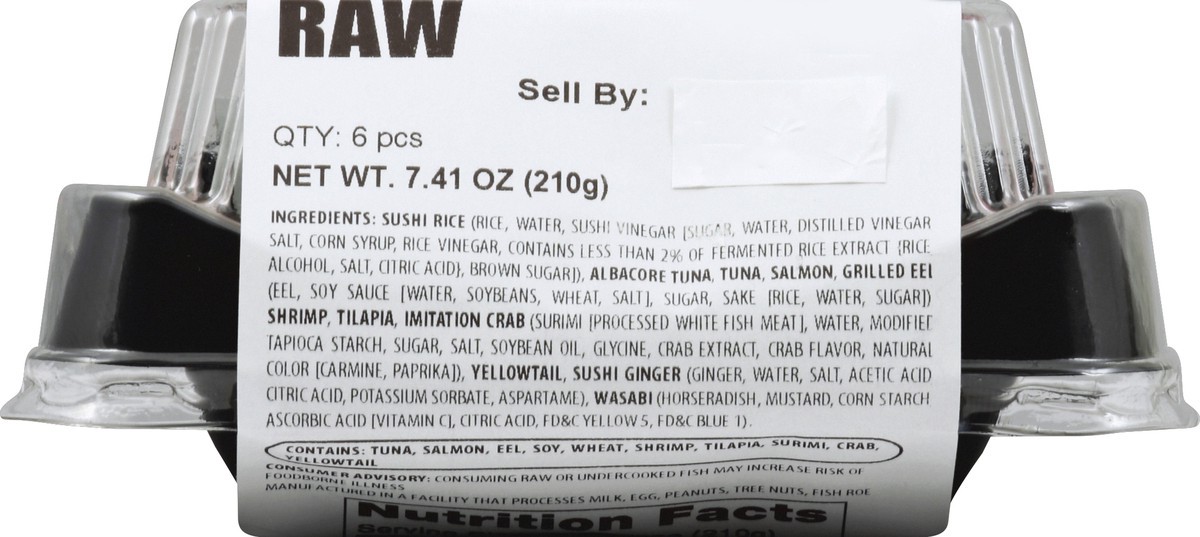 RAW
Sell By:
QTY: 6 pcs
NET WT. 7.41 OZ (210g)
INGREDIENTS: SUSHI RICE (RICE, WATER, SUSHI VINEGAR [SUGAR, WATER, DISTILLED VINEGAR
SALT, CORN SYRUP, RICE VINEGAR, CONTAINS LESS THAN 2% OF FERMENTED RICE EXTRACT {RICE
ALCOHOL, SALT, CITRIC ACID}, BROWN SUGAR]), ALBACORE TUNA, TUNA, SALMON, GRILLED EEL
(EEL, SOY SAUCE [WATER, SOYBEANS, WHEAT, SALT], SUGAR, SAKE [RICE, WATER, SUGAR])
SHRIMP, TILAPIA, IMITATION CRAB (SURIMI [PROCESSED WHITE FISH MEAT], WATER, MODIFIED
TAPIOCA STARCH, SUGAR, SALT, SOYBEAN OIL, GLYCINE, CRAB EXTRACT, CRAB FLAVOR, NATURAL
COLOR [CARMINE, PAPRIKA]), YELLOWTAIL, SUSHI GINGER (GINGER, WATER, SALT, ACETIC ACID
CITRIC ACID, POTASSIUM SORBATE, ASPARTAME), WASABI (HORSERADISH, MUSTARD, CORN STARCH
ASCORBIC ACID [VITAMIN C], CITRIC ACID, FD&C YELLOW 5, FD&C BLUE 1).
CONTAINS: TUNA, SALMON, EEL, SOY, WHEAT, SHRIMP, TILAPIA, SURIMI, CRAB,
YELLOWTAIL
CONSUMER ADVISORY: CONSUMING RAW OR UNDERCOOKED FISH MAY INCREASE RISK OF
FOODBORNE ILLNESS
MANUFACTURED IN A FACILITY THAT PROCESSES MILK, EGG, PEANUTS, TREE NUTS, FISH ROE
Nutrition Facts
(210g)